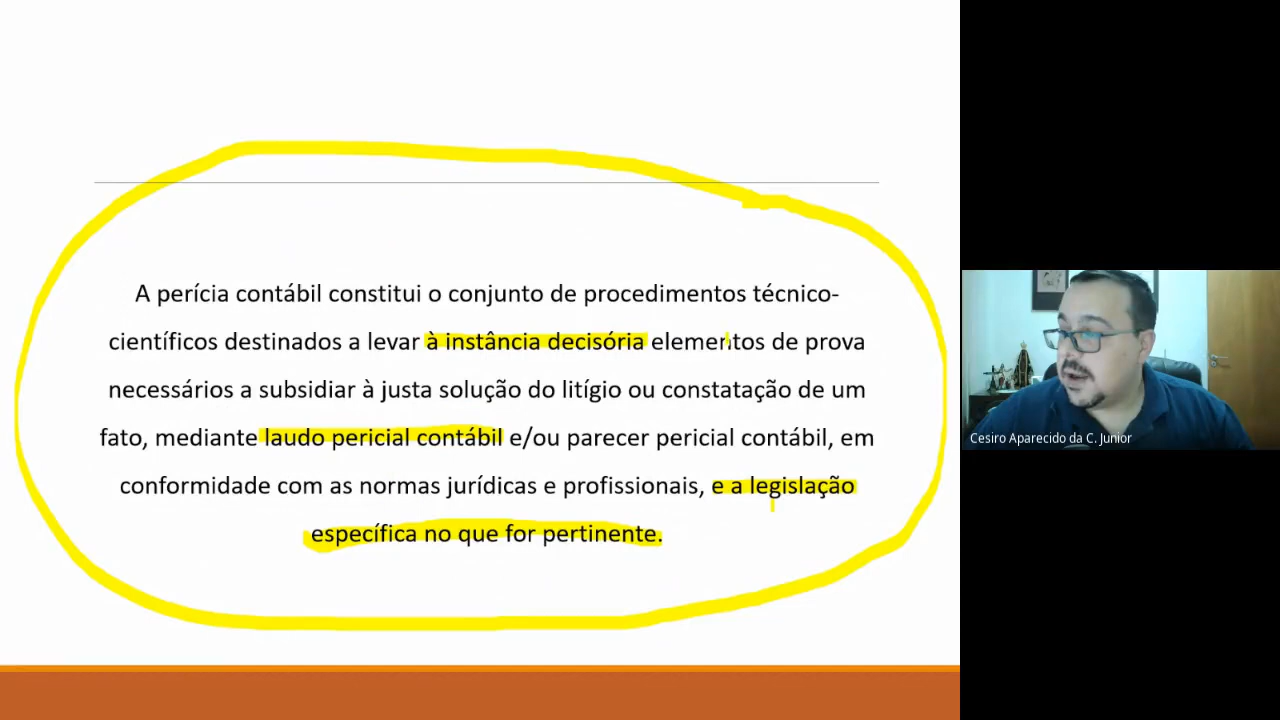 A perícia contábil constitui o conjunto de procedimentos técnico-
científicos destinados a levar à instância decisória elementos de prova
necessários a subsidiar à justa solução do litígio ou constatação de um
fato, mediante laudo pericial contábil e/ou parecer pericial contábil, em
conformidade com as normas jurídicas e profissionais, e a legislação
específica no que for pertinente.
Cesiro Aparecido da C. Junior